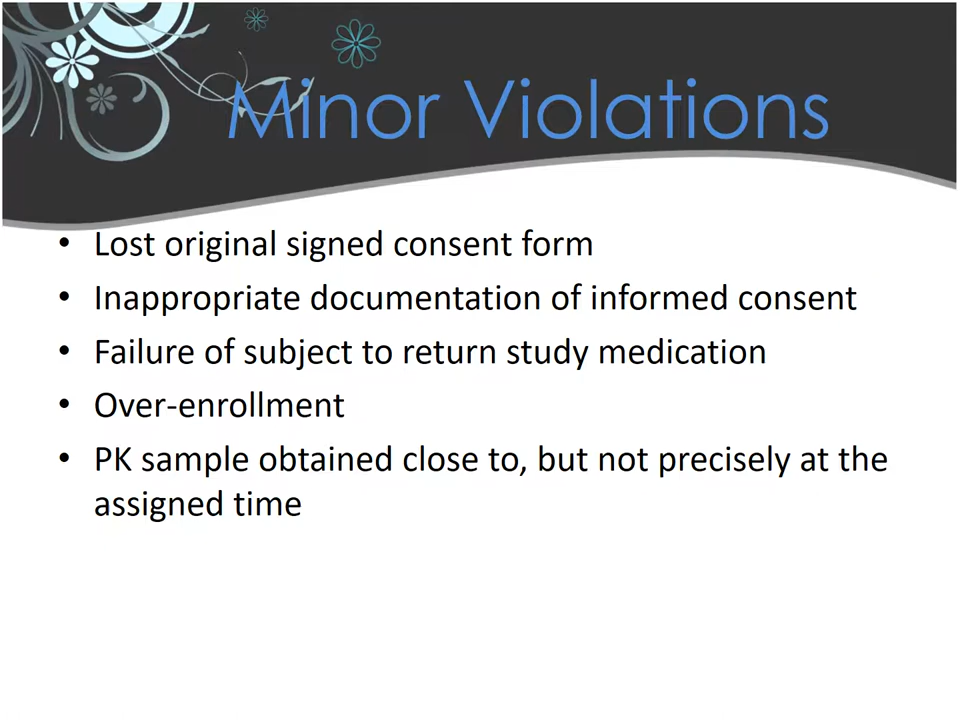 Minor Violations
• Lost original signed consent form
• Inappropriate documentation of informed consent
• Failure of subject to return study medication
• Over-enrollment
• PK sample obtained close to, but not precisely at the
assigned time